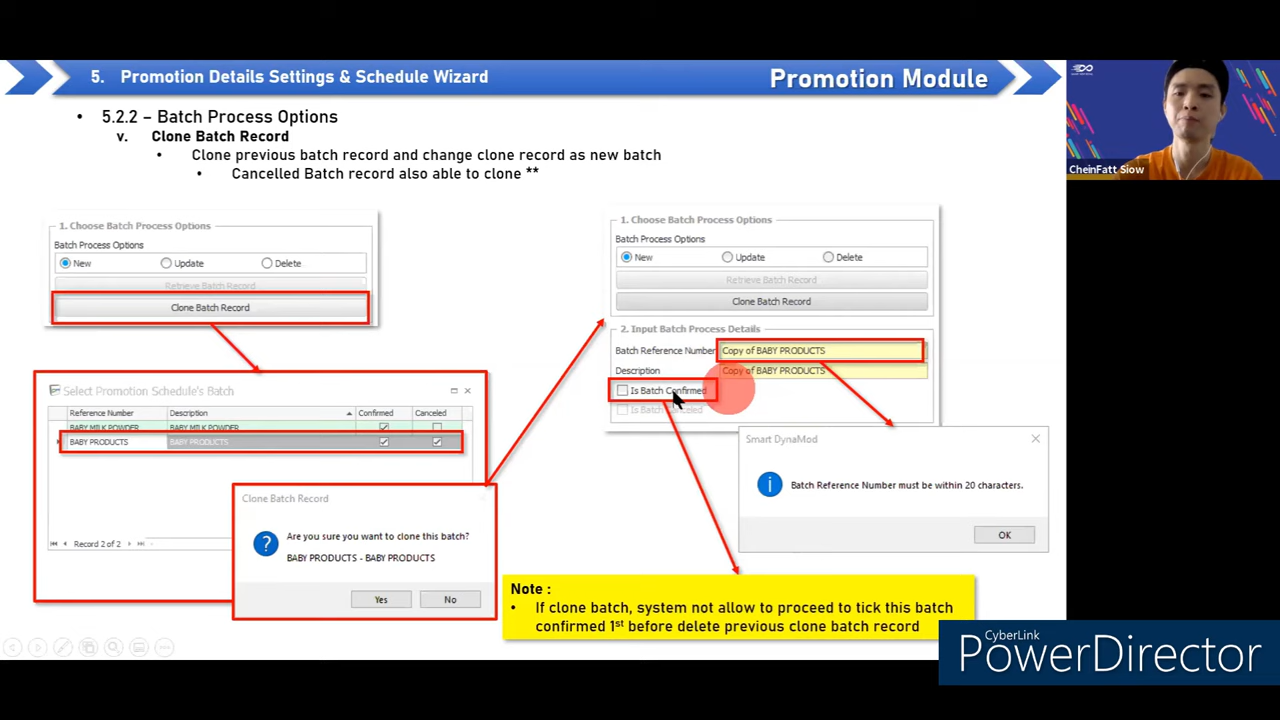 5. Promotion Details Settings & Schedule Wizard
Promotion Module
• 5.2.2 – Batch Process Options
v. Clone Batch Record
• Clone previous batch record and change clone record as new batch
• Cancelled Batch record also able to clone **
CheinFatt Siow
1. Choose Batch Process Options
Batch Process Options
New Update Delete
Retrieve Batch Record
Clone Batch Record
Select Promotion Schedule's Batch
Reference Number Description Confirmed Canceled
BABY MILK POWDER BABY MILK POWDER
BABY PRODUCTS BABY PRODUCTS
Record 2 of 2
Clone Batch Record
Are you sure you want to clone this batch?
BABY PRODUCTS - BABY PRODUCTS
Yes No
1. Choose Batch Process Options
Batch Process Options
New Update Delete
Retrieve Batch Record
Clone Batch Record
2. Input Batch Process Details
Batch Reference Number Copy of BABY PRODUCTS
Description Copy of BABY PRODUCTS
Is Batch Confirmed
Is Batch Canceled
Smart DynaMod
Batch Reference Number must be within 20 characters.
OK
Note :
• If clone batch, system not allow to proceed to tick this batch
confirmed 1st before delete previous clone batch record
CyberLink
PowerDirector